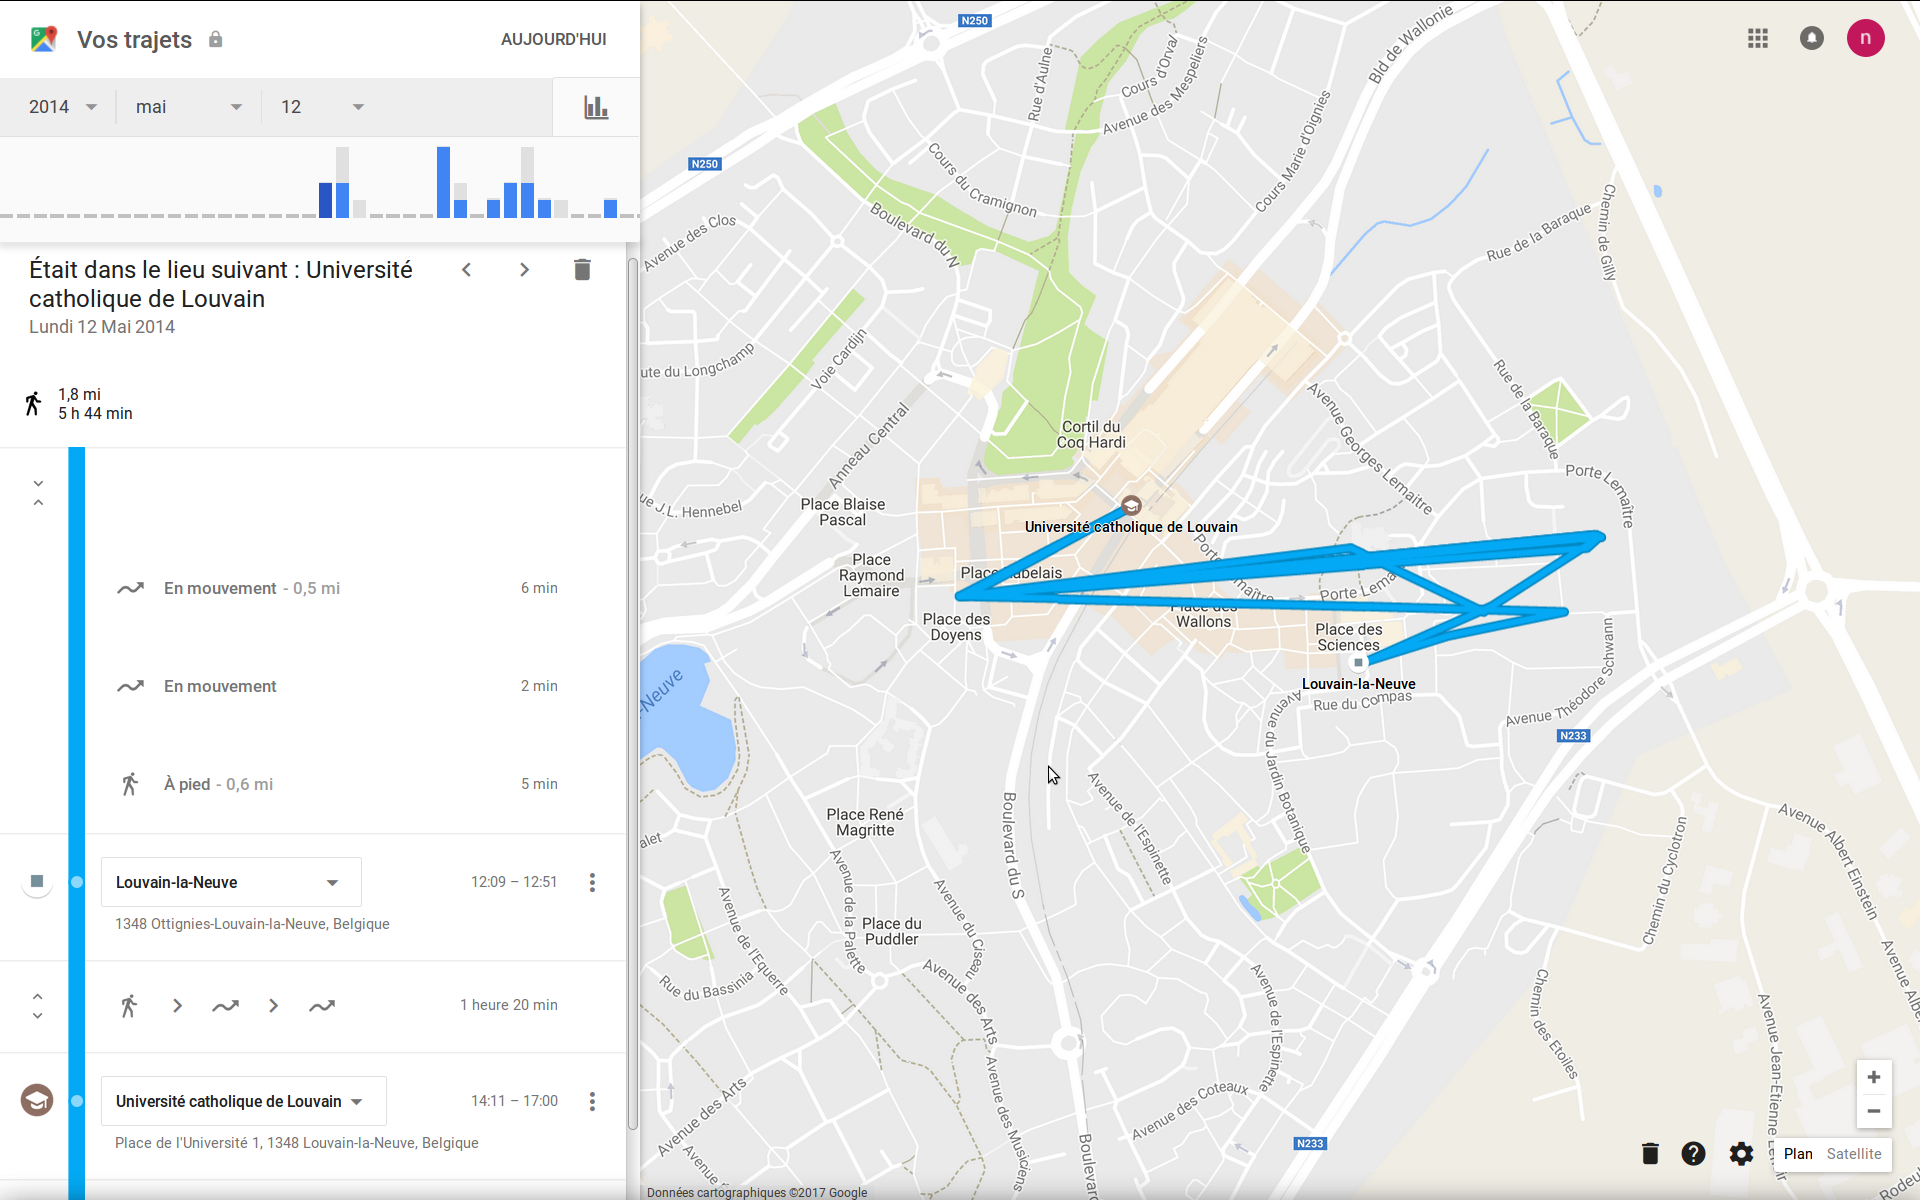 Vos trajets
AUJOURD'HUI
2014
mai
12
Était dans le lieu suivant : Université
catholique de Louvain
Lundi 12 Mai 2014
1,8 mi
5 h 44 min
En mouvement - 0,5 mi
6 min
En mouvement
2 min
À pied - 0,6 mi
5 min
Louvain-la-Neuve
12:09 – 12:51
1348 Ottignies-Louvain-la-Neuve, Belgique
1 heure 20 min
Université catholique de Louvain
14:11 – 17:00
Place de l'Université 1, 1348 Louvain-la-Neuve, Belgique
N250
Bld de Wallonie
n
Rue d'Aulne
Cours d'Orval
Avenue des Mespeliers
N250
Cours du Cramignon
Cours Marie d'Oignies
Boulevard du N
Avenue des Clos
Rue de la Baraque
Chemin de Gilly
ute du Longchamp
Voie Cardijn
Anneau Central
Cortil du
Coq Hardi
Avenue Georges Lemaître
Rue de la Baraque
Porte Lemaître
ue J.L. Hennebel
Place Blaise
Pascal
Université catholique de Louvain
Place
Raymond
Lemaire
Place des
Doyens
Place des
Wallons
Porte Lema
Place des
Sciences
Louvain-la-Neuve
Rue du Compas
-Neuve
Avenue du Jardin Botanique
Schwann
Avenue Théodore
N233
Place René
Magritte
Boulevard du S
Avenue de l'Espinette
alet
Avenue de la Palette
Avenue de l'Equerre
Place du
Puddler
Avenue du Ciseau
Rue du Bassinia
Avenue des Arts
Avenue de l'Espinette
Chemin du Cyclotron
Avenue Albert Einstein
Chemin des Etoiles
Avenue Albe
Avenue Jean-Etienne Le
Avenue des Arts
Avenue des Musiciens
Avenue des Coteaux
Boulevard
N233
Avenue
Rodeu
+
−
Plan
Satellite
Données cartographiques ©2017 Google